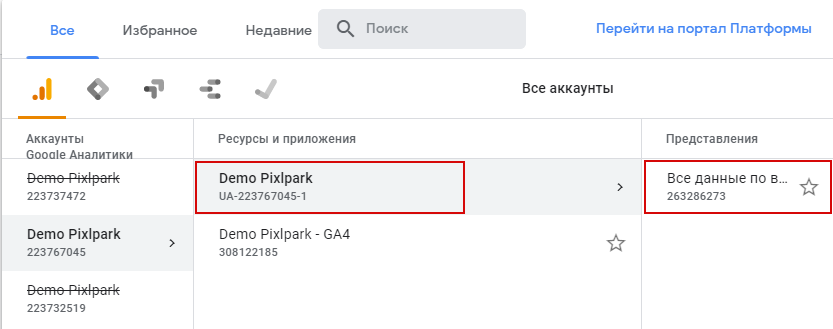 Все
Избранное
Недавние
Поиск
Перейти на портал Платформы
Все аккаунты
Аккаунты
Google Аналитики
Ресурсы и приложения
Представления
Demo Pixlpark
223737472
Demo Pixlpark
UA-223767045-1
Все данные по в...
263286273
Demo Pixlpark
223767045
Demo Pixlpark - GA4
308122185
Demo Pixlpark
223732519